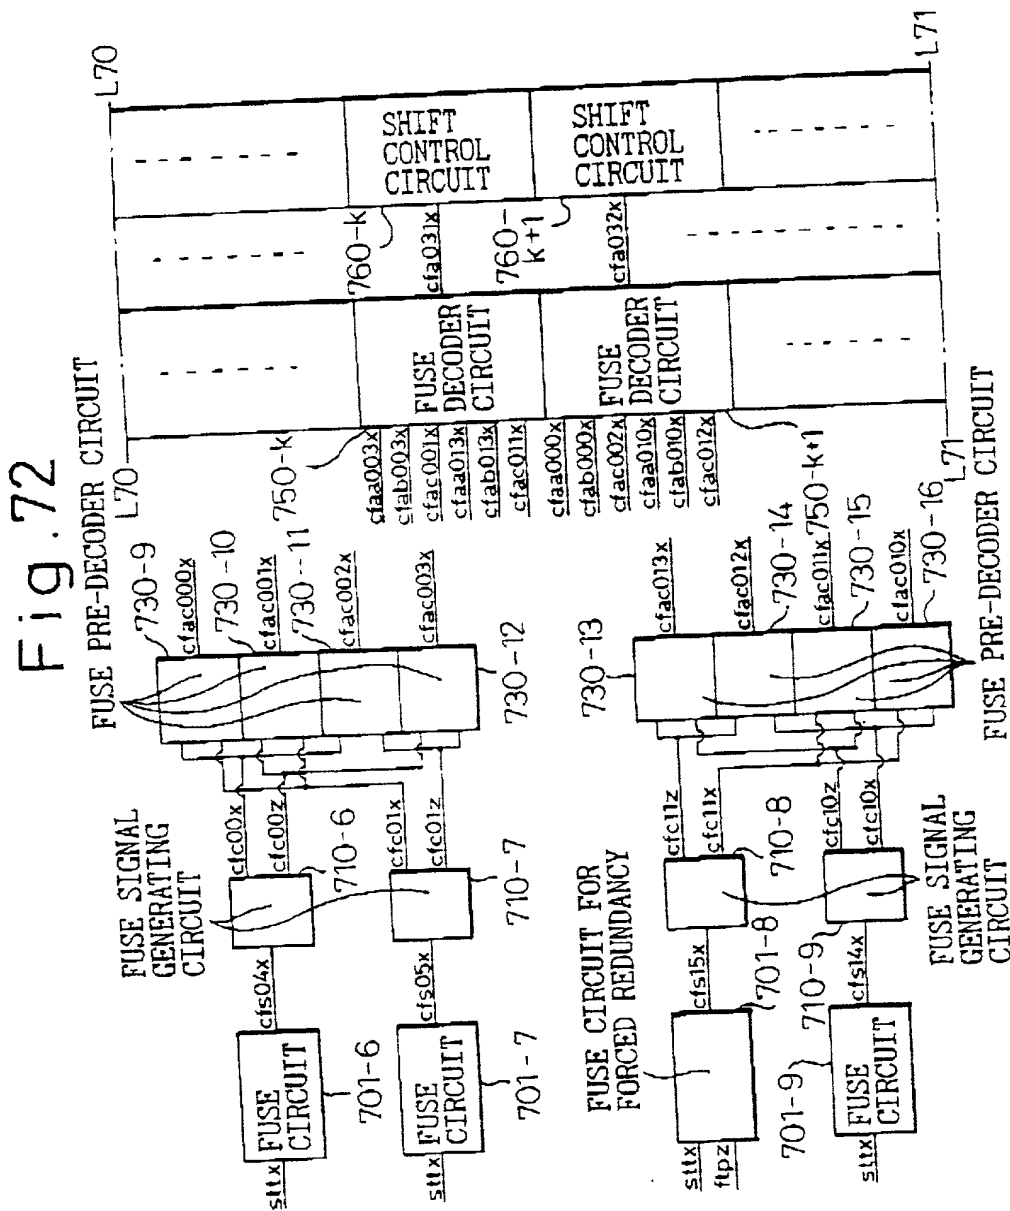 Fig. 72
FUSE PRE-DECODER CIRCUIT
L70
L70
730-9
cfac000x
730-10
cfac001x
730-11
cfac002x
cfac003x
730-12
FUSE SIGNAL
GENERATING
CIRCUIT
cfc00x
cfc00z
710-6
cfc01x
cfc01z
710-7
cfs04x
cfs05x
sttx
FUSE
CIRCUIT
701-6
sttx
FUSE
CIRCUIT
701-7
750-k
cfaa003x
cfab003x
cfac001x
cfaa013x
cfab013x
cfac011x
FUSE
DECODER
CIRCUIT
cfaa000x
cfab000x
cfac002x
cfaa010x
cfab010x
cfac012x
FUSE
DECODER
CIRCUIT
750-k+1
760-k
cfa031x
SHIFT
CONTROL
CIRCUIT
760-
k+1
cfa032x
SHIFT
CONTROL
CIRCUIT
L71
L71
730-13
cfac013x
cfac012x
730-14
cfac011x
730-15
cfac010x
730-16
FUSE PRE-DECODER CIRCUIT
cfc11z
cfc11x
710-8
cfc10z
cfc10x
710-9
FUSE SIGNAL
GENERATING
CIRCUIT
FUSE CIRCUIT FOR
FORCED REDUNDANCY
cfs15x
701-8
cfs14x
sttx
ftpz
701-9
sttx
FUSE
CIRCUIT